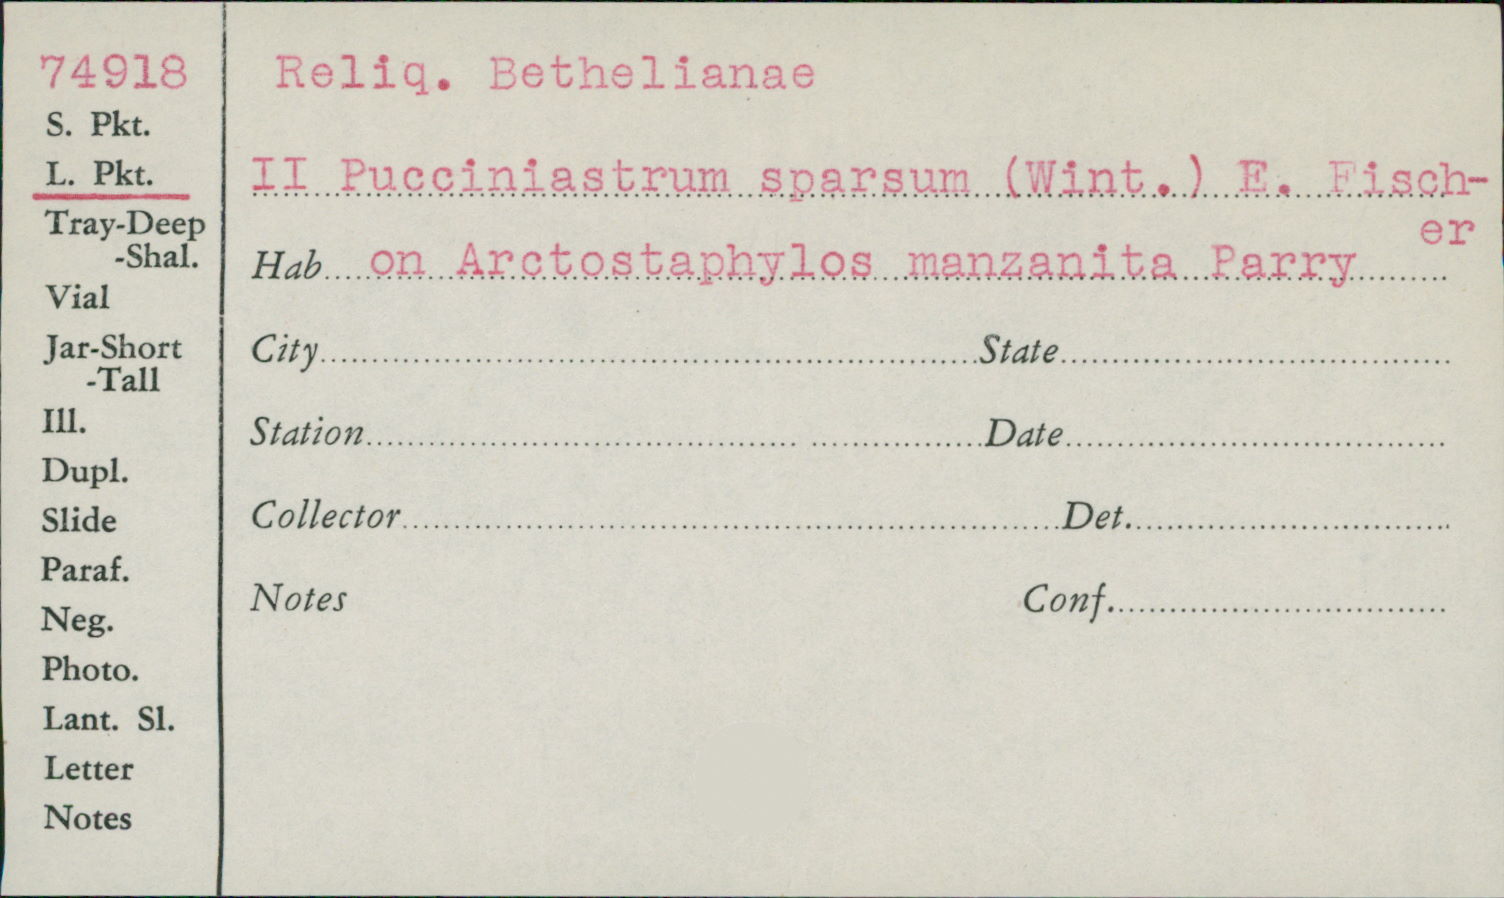 74918
Reliq. Bethelianae
S. Pkt.
L. Pkt.
II Pucciniastrum sparsum (Wint.) E. Fisch-
er
Tray-Deep
-Shal.
Hab. on Arctostaphylos manzanita Parry
Vial
Jar-Short
-Tall
City State
Ill.
Station Date
Dupl.
Slide
Collector Det.
Paraf.
Neg.
Notes Conf.
Photo.
Lant. Sl.
Letter
Notes